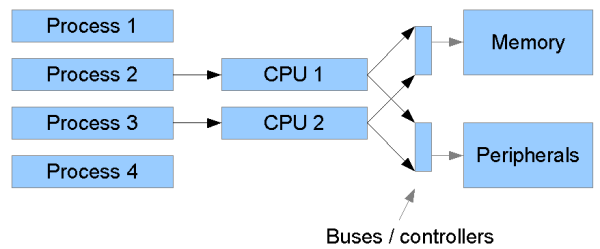 Process 1
Process 2
Process 3
Process 4
CPU 1
CPU 2
Memory
Peripherals
Buses / controllers